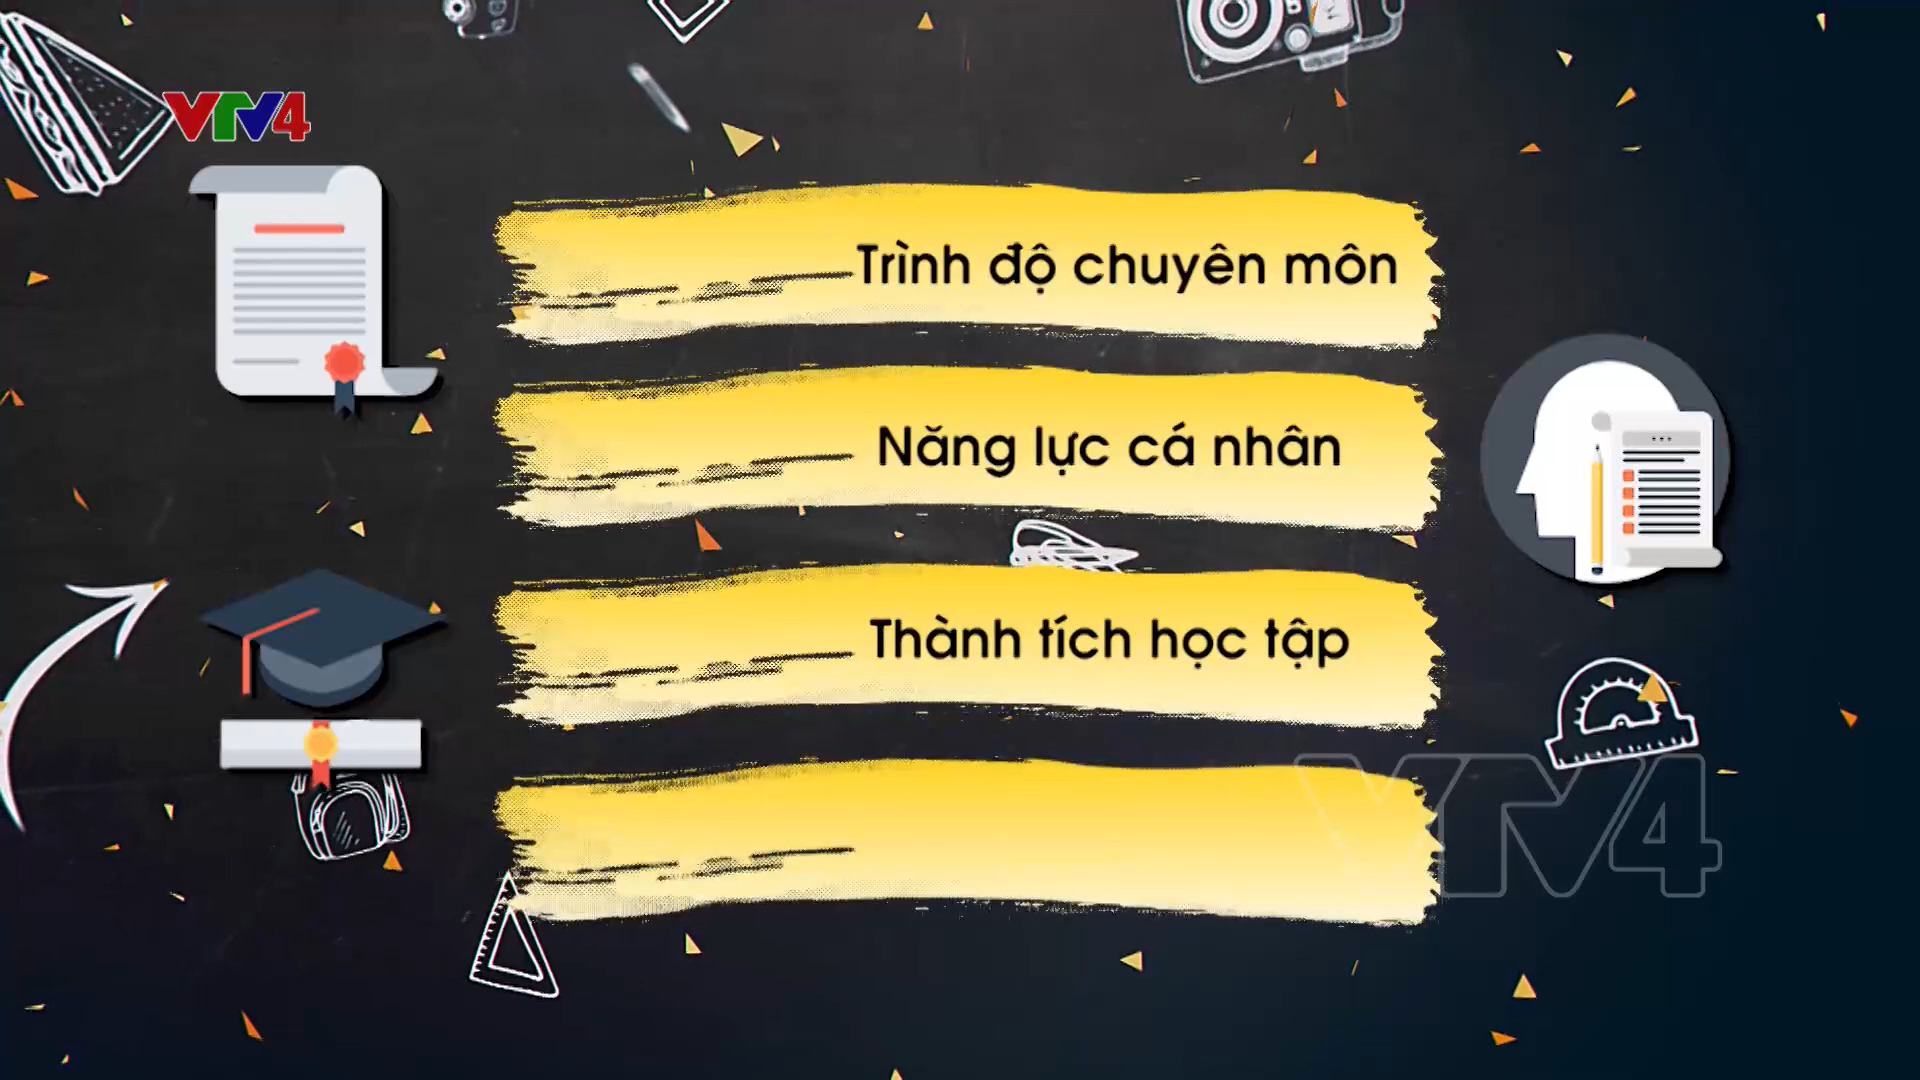 VTV4
Trình độ chuyên môn
Năng lực cá nhân
Thành tích học tập
VTV4